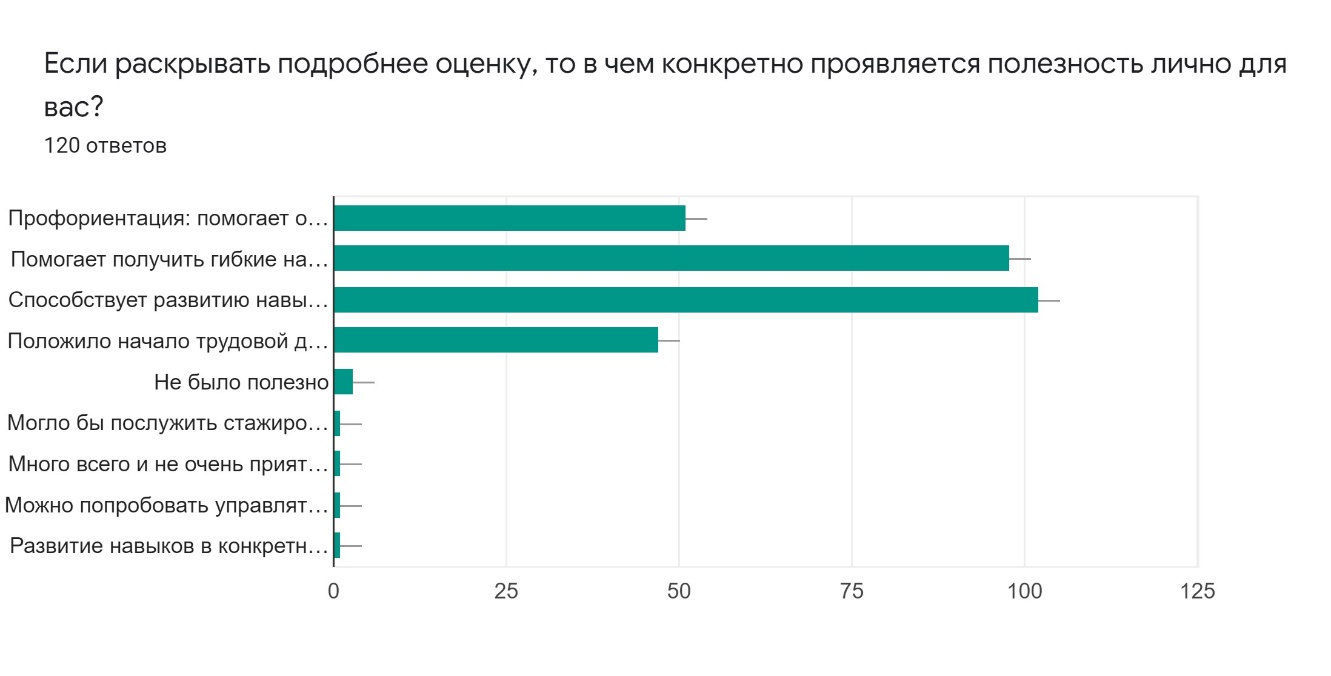 Если раскрывать подробнее оценку, то в чем конкретно проявляется полезность лично для
вас?
120 ответов
Профориентация: помогает о…
Помогает получить гибкие на…
Способствует развитию навы…
Положило начало трудовой д…
Не было полезно
Могло бы послужить стажиро…
Много всего и не очень прият…
Можно попробовать управлят…
Развитие навыков в конкретн…
0 25 50 75 100 125